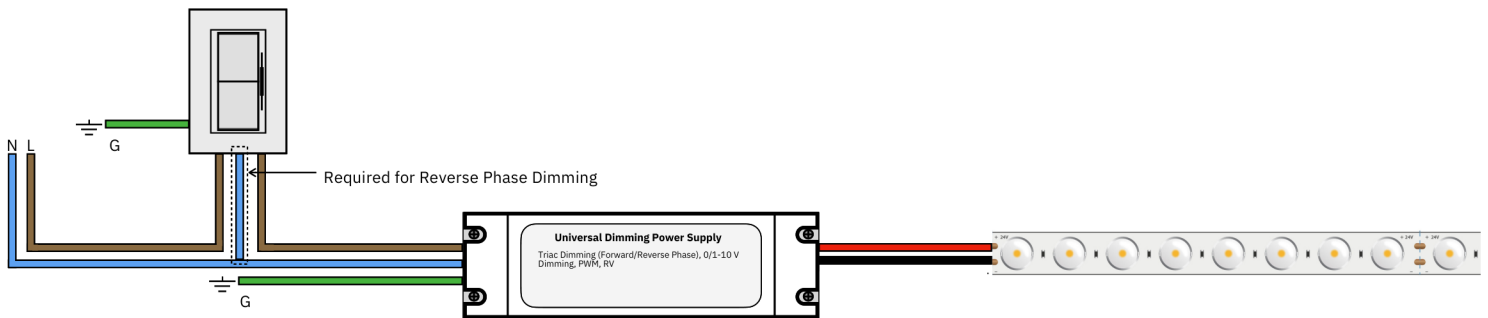 N L
G
Required for Reverse Phase Dimming
G
Universal Dimming Power Supply
Triac Dimming (Forward/Reverse Phase), 0/1-10 V
Dimming, PWM, RV
+ 24V
+ 24V
+ 24V